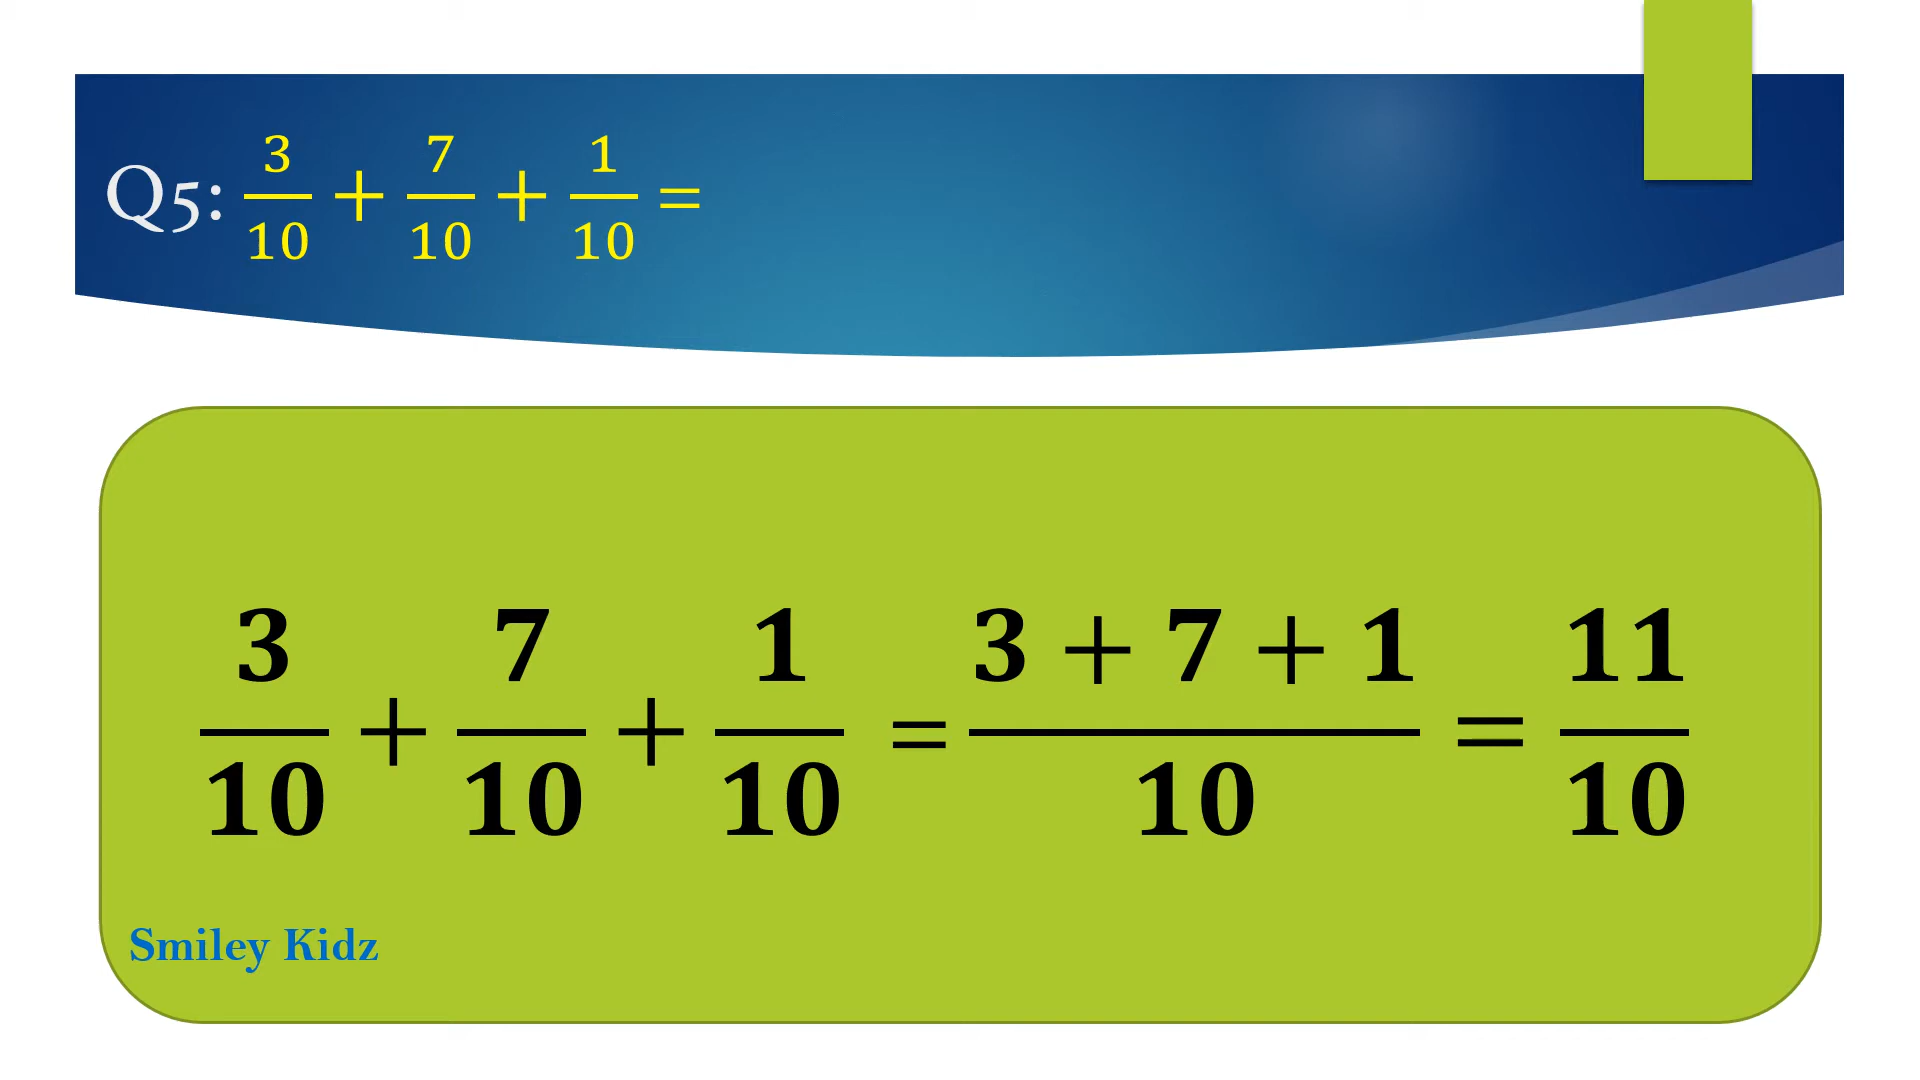 Q5: 3/10 + 7/10 + 1/10 =
3/10 + 7/10 + 1/10 = 3 + 7 + 1/10 = 11/10
Smiley Kidz